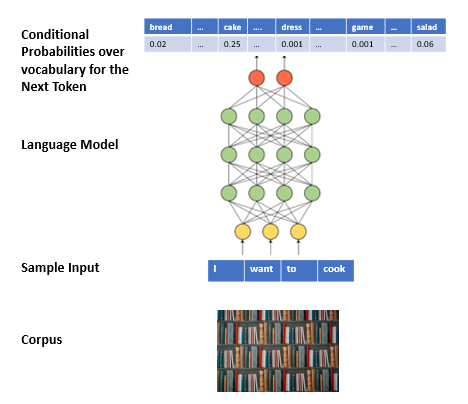 bread ... cake .... dress ... game ... salad
0.02 ... 0.25 ... 0.001 ... 0.001 ... 0.06
Conditional
Probabilities over
vocabulary for the
Next Token
Language Model
Sample Input
I want to cook
Corpus